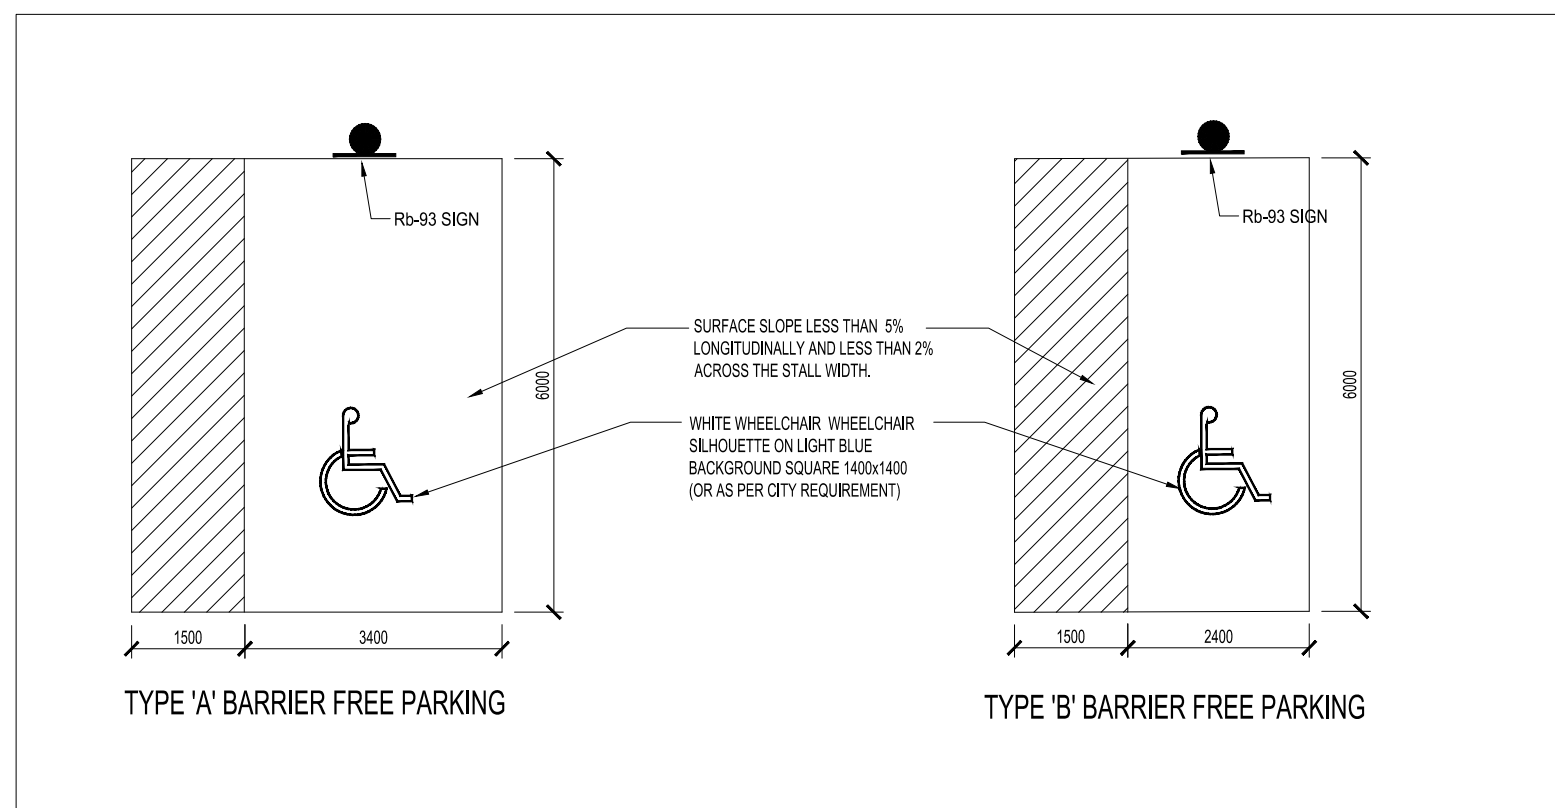 Rb-93 SIGN
Rb-93 SIGN
SURFACE SLOPE LESS THAN 5%
LONGITUDINALLY AND LESS THAN 2%
ACROSS THE STALL WIDTH.
6000
6000
WHITE WHEELCHAIR WHEELCHAIR
SILHOUETTE ON LIGHT BLUE
BACKGROUND SQUARE 1400x1400
(OR AS PER CITY REQUIREMENT)
1500
3400
1500
2400
TYPE 'A' BARRIER FREE PARKING
TYPE 'B' BARRIER FREE PARKING